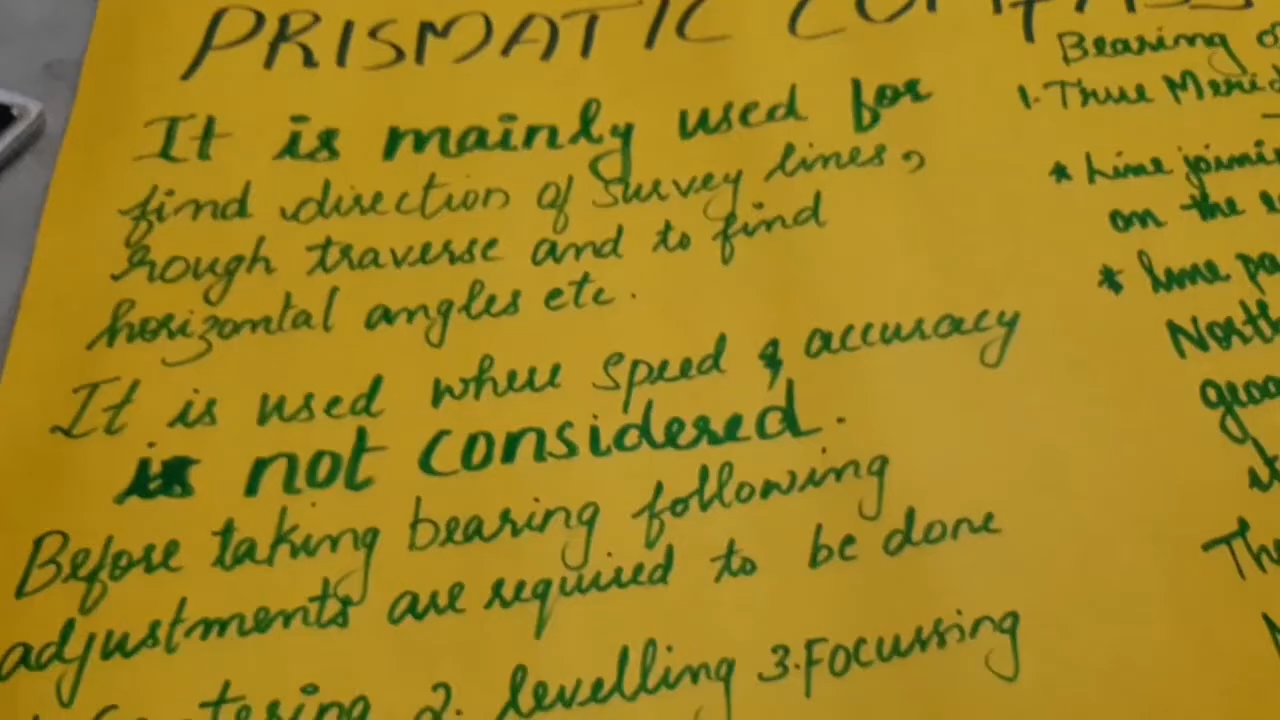 PRISMATIC COMPASS
It is mainly used for
find direction of survey lines,
rough traverse and to find
horizontal angles etc.
It is used where speed & accuracy
is not considered.
Before taking bearing following
adjustments are required to be done
2. levelling 3. Focussing
Bearing
1. True
* Line
on the
* line
North